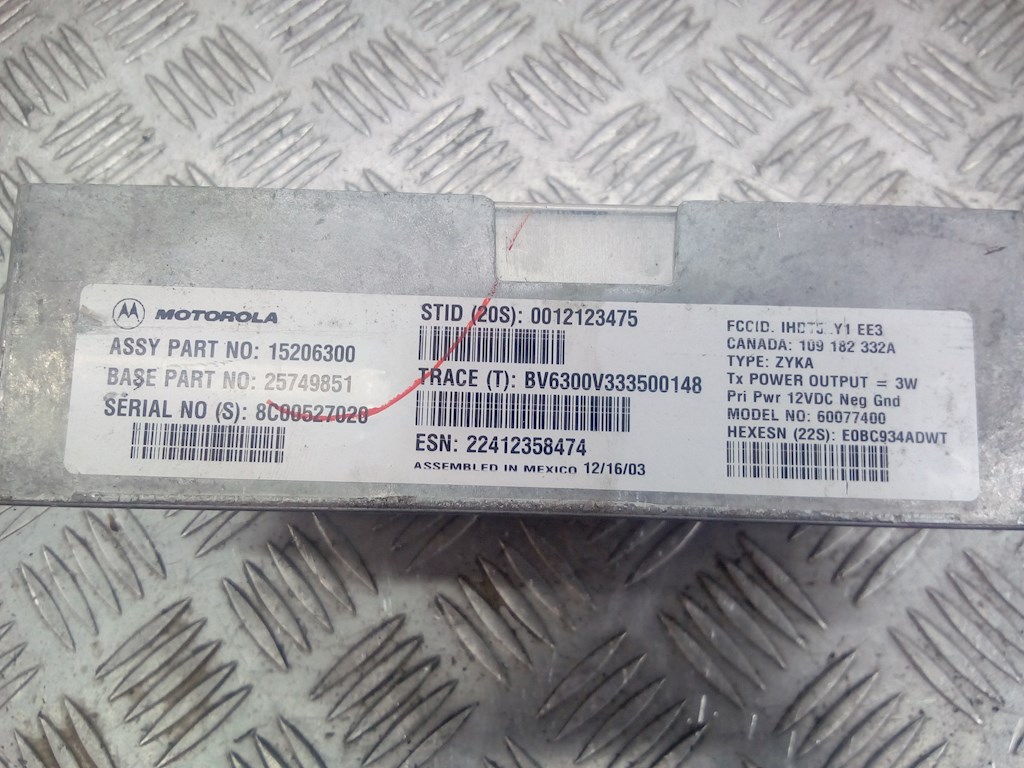 MOTOROLA
ASSY PART NO: 15206300
BASE PART NO: 25749851
SERIAL NO (S): 8C00527020
STID (20S): 0012123475
TRACE (T): BV6300V333500148
ESN: 22412358474
ASSEMBLED IN MEXICO 12/16/03
FCCID. EE3
CANADA: 109 182 332A
TYPE: ZYKA
Tx POWER OUTPUT = 3W
Pri Pwr 12VDC Neg Gnd
MODEL NO: 60077400
HEXESN (22S): E0BC934ADWT